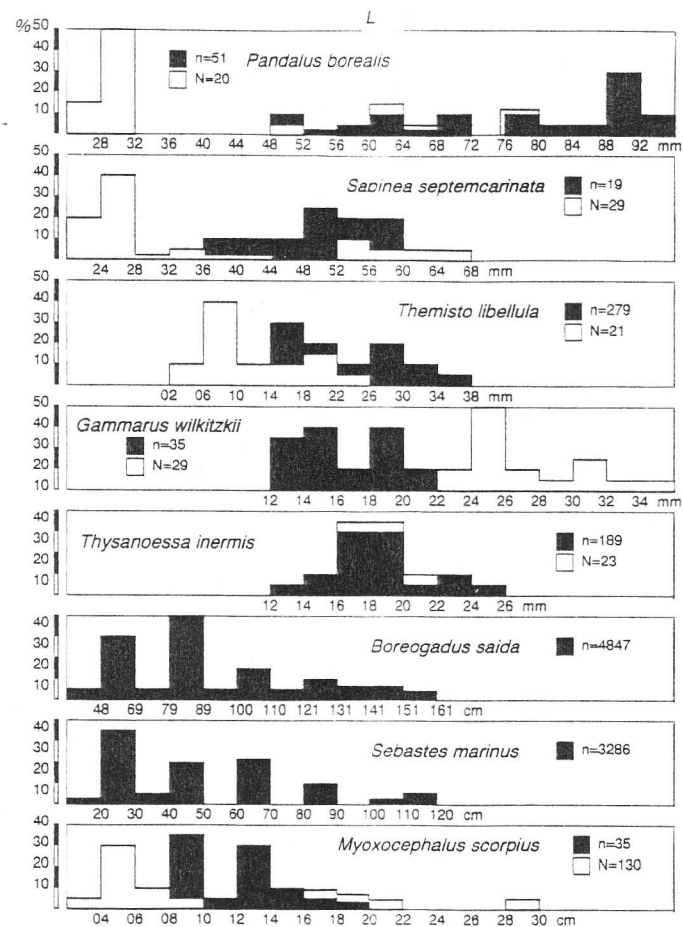 L
%50
40
30
20
10
n=51 Pandalus borealis
N=20
28 32 36 40 44 48 52 56 60 64 68 72 76 80 84 88 92 mm
50
40
30
20
10
Sabinea septemcarinata n=19
N=29
24 28 32 36 40 44 48 52 56 60 64 68 mm
50
40
30
20
10
Themisto libellula n=279
N=21
02 06 10 14 18 22 26 30 34 38 mm
50
40
30
20
10
Gammarus wilkitzkii
n=35
N=29
12 14 16 18 20 22 24 26 28 30 32 34 mm
40
30
20
10
Thysanoessa inermis n=189
N=23
12 14 16 18 20 22 24 26 mm
40
30
20
10
Boreogadus saida n=4847
48 69 79 89 100 110 121 131 141 151 161 cm
40
30
20
10
Sebastes marinus n=3286
20 30 40 50 60 70 80 90 100 110 120 cm
40
30
20
10
Myoxocephalus scorpius n=35
N=130
04 06 08 10 12 14 16 18 20 22 24 26 28 30 cm